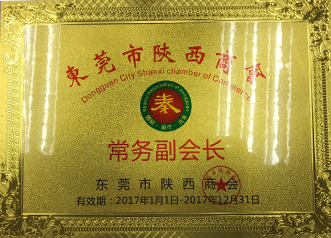 東莞市陕西商會
Dongguan City Shanxi chamber of Commerce
秦
常务副会长
东莞市陕西商会
有效期：2017年1月1日-2017年12月31日